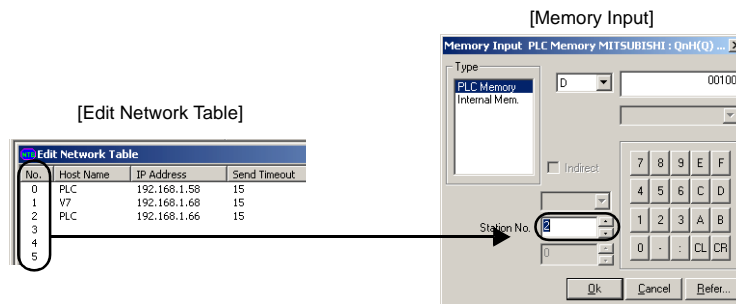 [Memory Input]
Memory Input PLC Memory MITSUBISHI : QnH(Q) ...
Type
PLC Memory
Internal Mem.
D
00100
Indirect
7 8 9 E F
4 5 6 C D
1 2 3 A B
0 - : CL CR
Station No. 2
0
Ok Cancel Refer...
[Edit Network Table]
NTB Edit Network Table
No. Host Name IP Address Send Timeout
0 PLC 192.168.1.58 15
1 V7 192.168.1.68 15
2 PLC 192.168.1.66 15
3
4
5